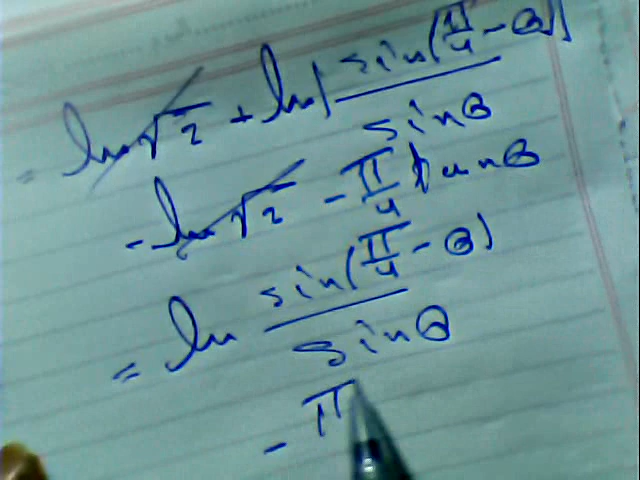 = ln√2 + ln|sin(π/4 - θ)|/sinθ
- ln√2 - π/4 tanθ
= ln sin(π/4 - θ)/sinθ
- π